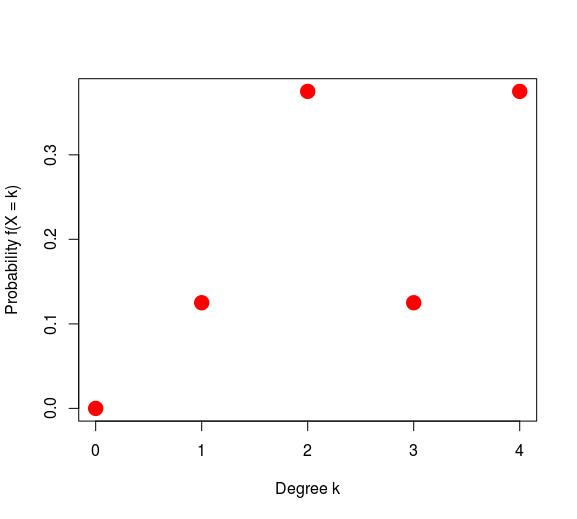 Probability f(X = k)
0.3
0.2
0.1
0.0
0 1 2 3 4
Degree k